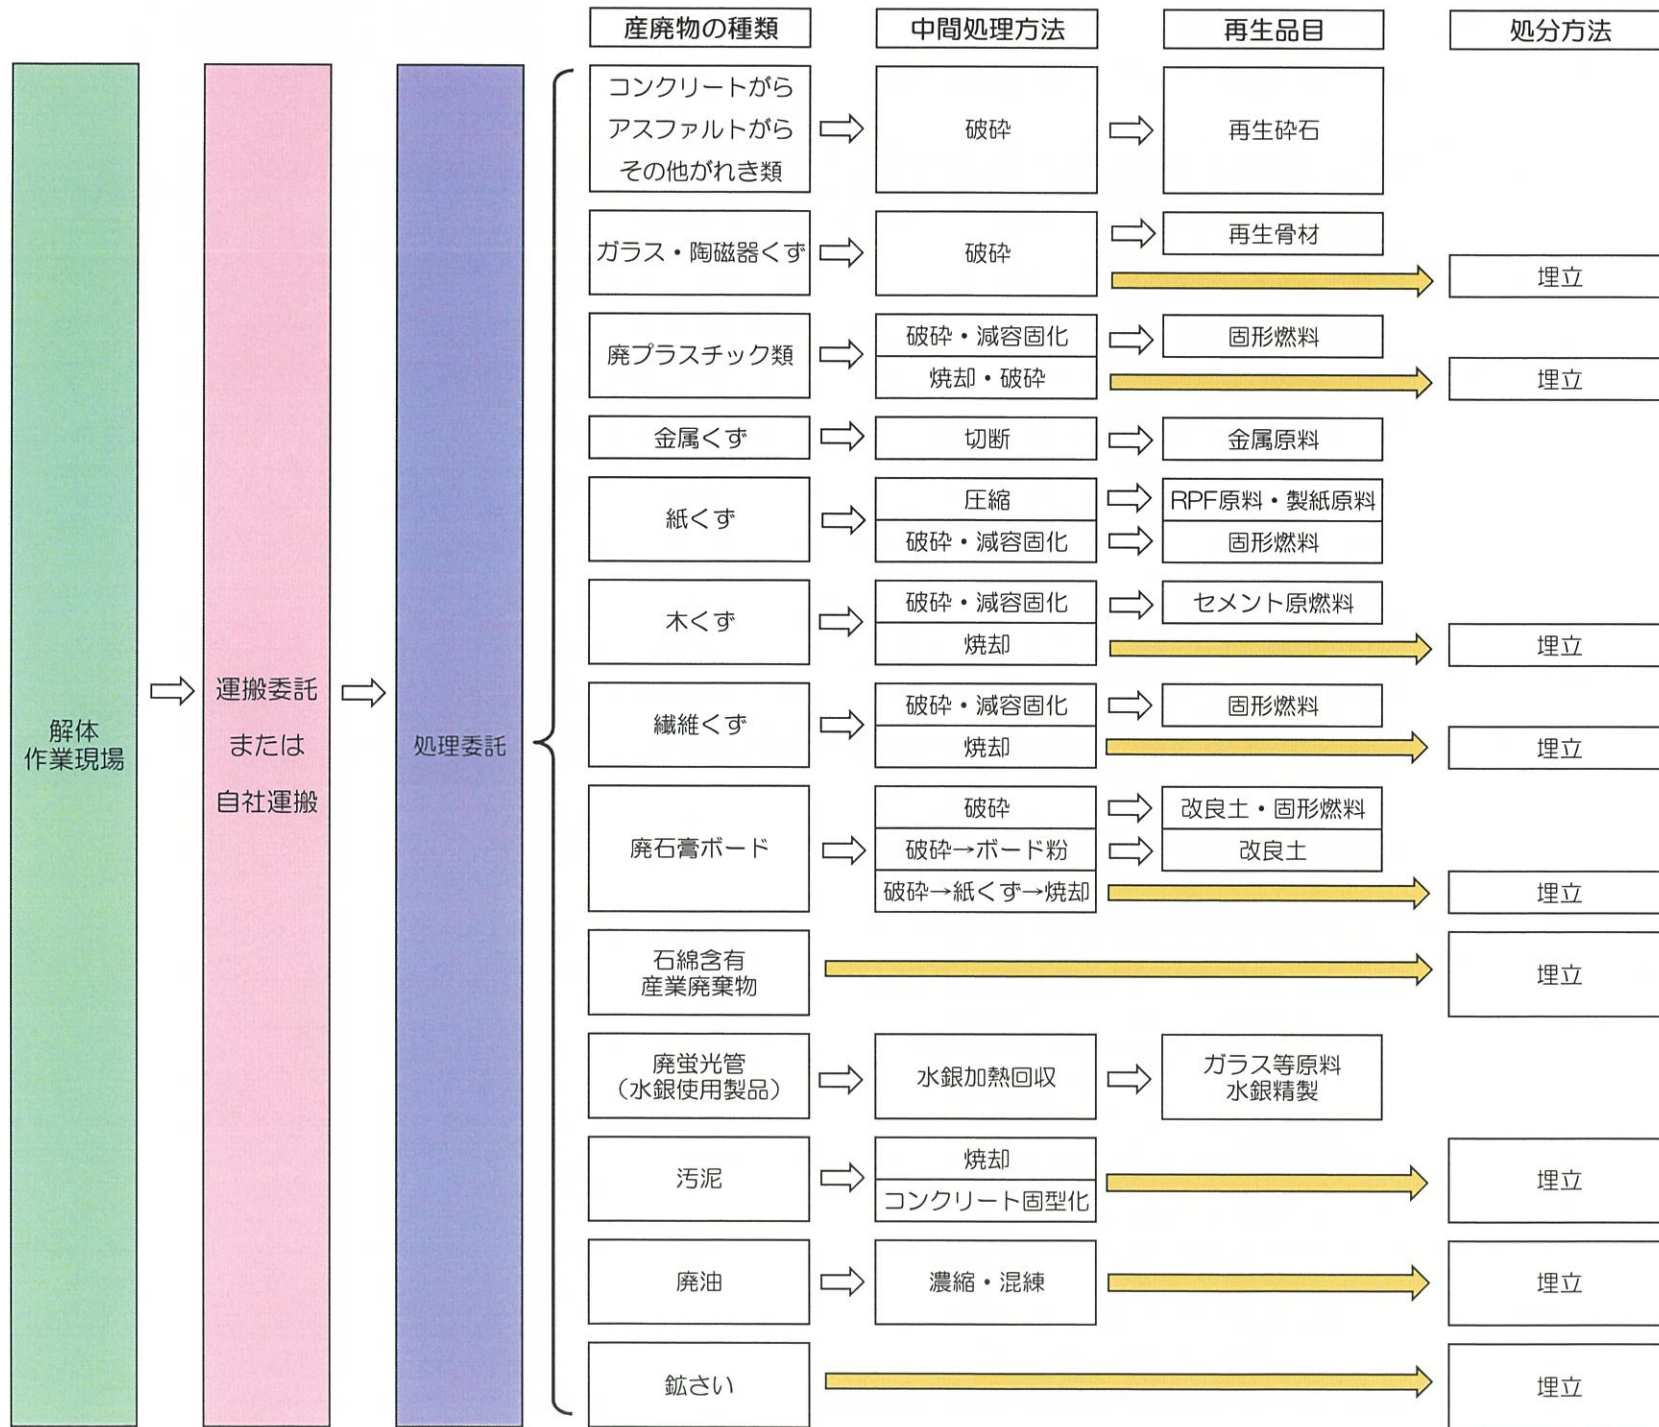 産廃物の種類
中間処理方法
再生品目
処分方法
解体
作業現場
運搬委託
または
自社運搬
処理委託
コンクリートがら
アスファルトがら
その他がれき類
破砕
再生砕石
ガラス・陶磁器くず
破砕
再生骨材
埋立
廃プラスチック類
破砕・減容固化
固形燃料
焼却・破砕
埋立
金属くず
切断
金属原料
紙くず
圧縮
RPF原料・製紙原料
破砕・減容固化
固形燃料
木くず
破砕・減容固化
セメント原燃料
焼却
埋立
繊維くず
破砕・減容固化
固形燃料
焼却
埋立
廃石膏ボード
破砕
改良土・固形燃料
破砕→ボード粉
改良土
破砕→紙くず→焼却
埋立
石綿含有
産業廃棄物
埋立
廃蛍光管
（水銀使用製品）
水銀加熱回収
ガラス等原料
水銀精製
汚泥
焼却
コンクリート固型化
埋立
廃油
濃縮・混練
埋立
鉱さい
埋立